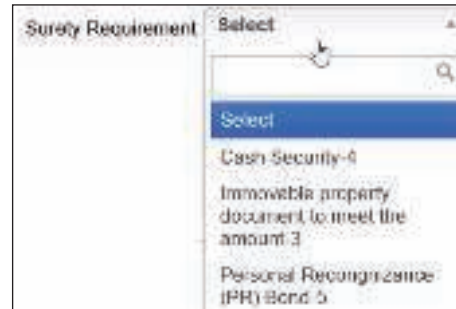 Surety Requirement
Select
Select
Cash Security-4
Immovable property
document to meet the
amount-3
Personal Recongnizance
(PR) Bond-5